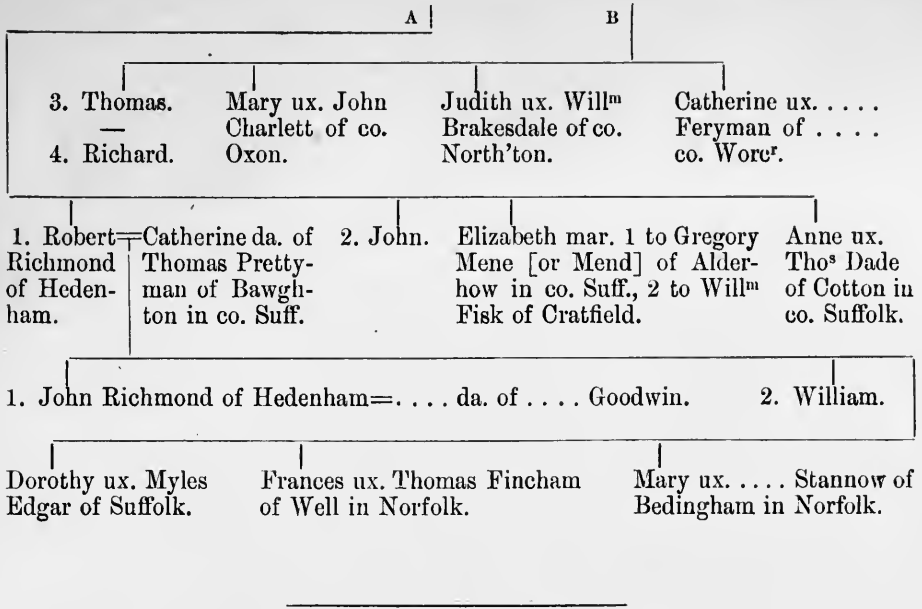 A B
3. Thomas.
—
4. Richard.
Mary ux. John
Charlett of co.
Oxon.
Judith ux. Willᵐ
Brakesdale of co.
North'ton.
Catherine ux. . . . .
Feryman of . . . .
co. Worcʳ.
1. Robert=Catherine da. of
Richmond Thomas Pretty-
of Heden- man of Bawgh-
ham. ton in co. Suff.
2. John.
Elizabeth mar. 1 to Gregory
Mene [or Mend] of Alder-
how in co. Suff., 2 to Willᵐ
Fisk of Cratfield.
Anne ux.
Thoˢ Dade
of Cotton in
co. Suffolk.
1. John Richmond of Hedenham=. . . . da. of . . . . Goodwin. 2. William.
Dorothy ux. Myles
Edgar of Suffolk.
Frances ux. Thomas Fincham
of Well in Norfolk.
Mary ux. . . . . Stannow of
Bedingham in Norfolk.